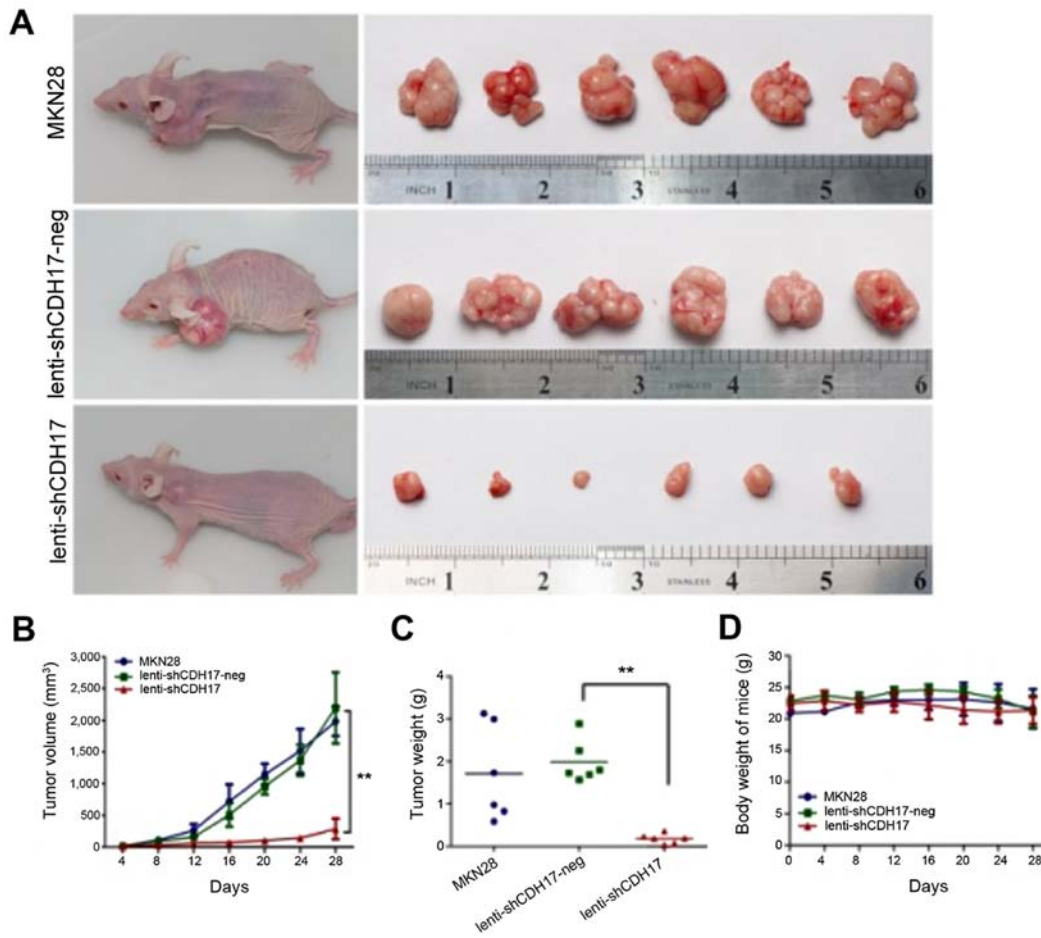 A
MKN28
INCH 1 2 3 4 5 6
STAINLESS
lenti-shCDH17-neg
INCH 1 2 3 4 5 6
STAINLESS
lenti-shCDH17
INCH 1 2 3 4 5 6
STAINLESS
B
MKN28
lenti-shCDH17-neg
lenti-shCDH17
Tumor volume (mm³)
3,000
2,500
2,000
1,500
1,000
500
0
**
4 8 12 16 20 24 28
Days
C
Tumor weight (g)
4
3
2
1
0
**
MKN28
lenti-shCDH17-neg
lenti-shCDH17
D
Body weight of mice (g)
30
25
20
15
10
5
0
MKN28
lenti-shCDH17-neg
lenti-shCDH17
0 4 8 12 16 20 24 28
Days